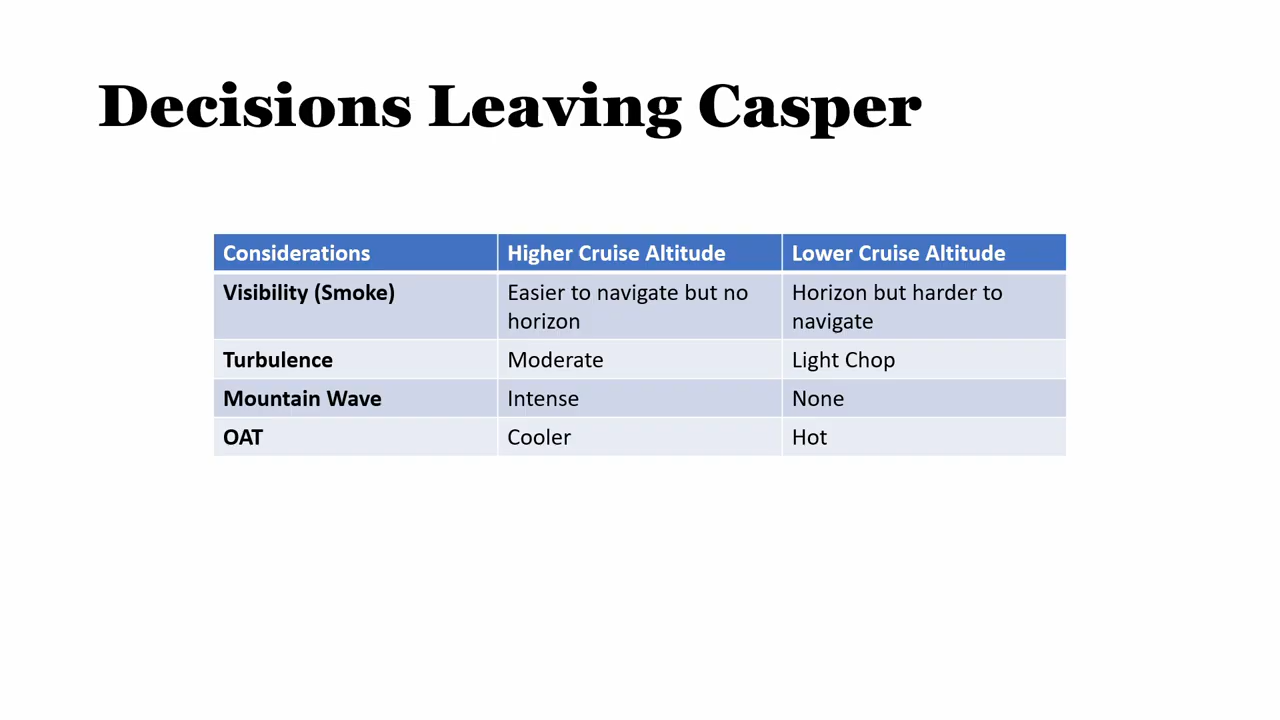 Decisions Leaving Casper
Considerations Higher Cruise Altitude Lower Cruise Altitude
Visibility (Smoke) Easier to navigate but no horizon Horizon but harder to navigate
Turbulence Moderate Light Chop
Mountain Wave Intense None
OAT Cooler Hot